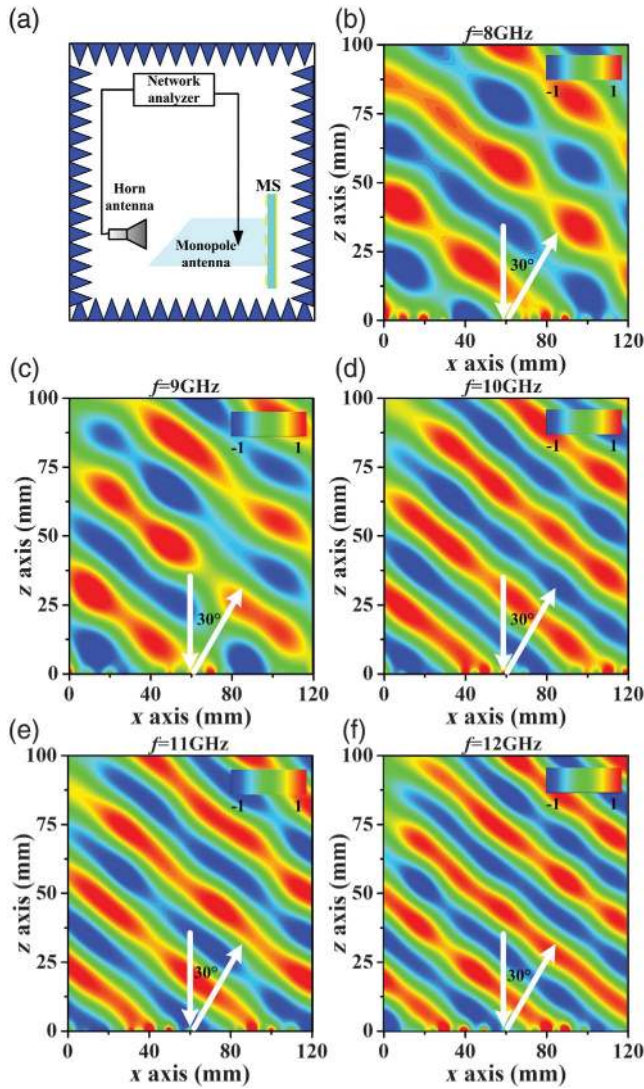 (a)
Network
analyzer
Horn
antenna
MS
Monopole
antenna
(b)
f=8GHz
100
75
50
25
0
z axis (mm)
-1 1
30°
0 40 80 120
x axis (mm)
(c)
f=9GHz
100
75
50
25
0
z axis (mm)
-1 1
30°
0 40 80 120
x axis (mm)
(d)
f=10GHz
100
75
50
25
0
z axis (mm)
-1 1
30°
0 40 80 120
x axis (mm)
(e)
f=11GHz
100
75
50
25
0
z axis (mm)
-1 1
30°
0 40 80 120
x axis (mm)
(f)
f=12GHz
100
75
50
25
0
z axis (mm)
-1 1
30°
0 40 80 120
x axis (mm)